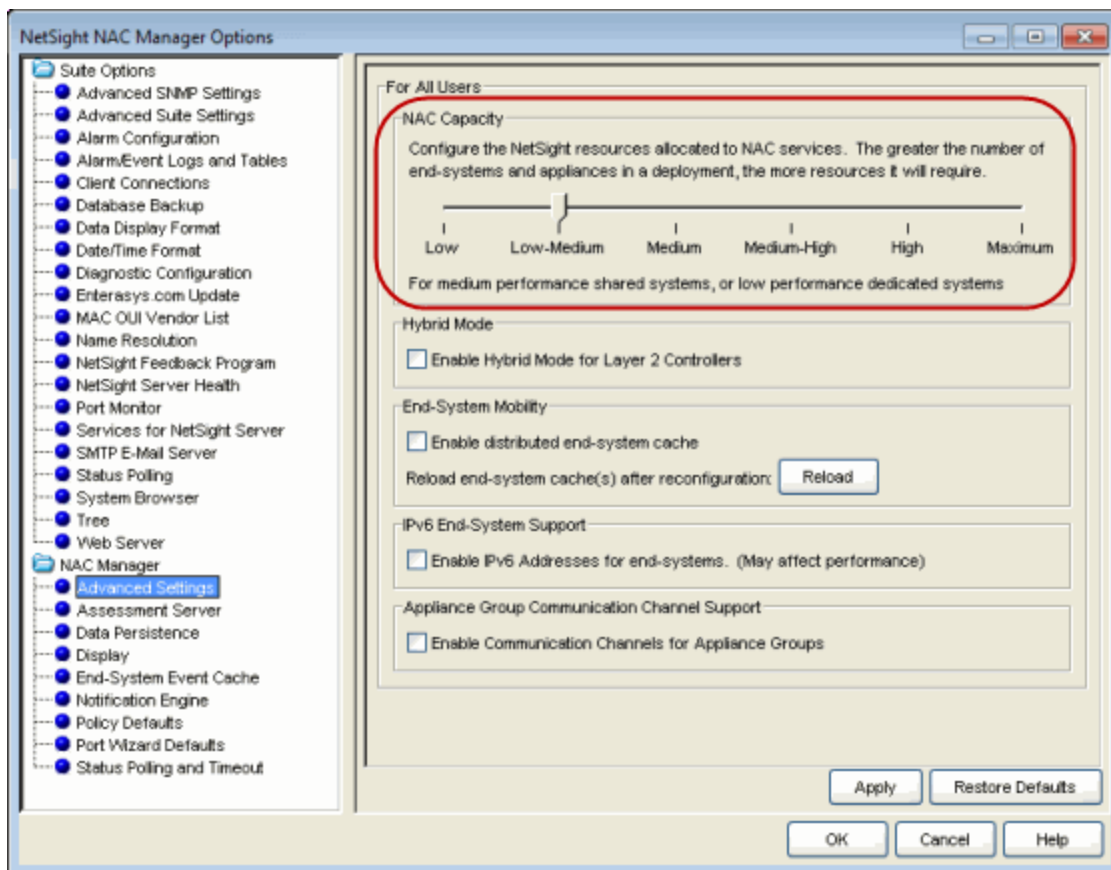 NetSight NAC Manager Options
Suite Options
Advanced SNMP Settings
Advanced Suite Settings
Alarm Configuration
Alarm/Event Logs and Tables
Client Connections
Database Backup
Data Display Format
Date/Time Format
Diagnostic Configuration
Enterasys.com Update
MAC OUI Vendor List
Name Resolution
NetSight Feedback Program
NetSight Server Health
Port Monitor
Services for NetSight Server
SMTP E-Mail Server
Status Polling
System Browser
Tree
Web Server
NAC Manager
Advanced Settings
Assessment Server
Data Persistence
Display
End-System Event Cache
Notification Engine
Policy Defaults
Port Wizard Defaults
Status Polling and Timeout
For All Users
NAC Capacity
Configure the NetSight resources allocated to NAC services. The greater the number of
end-systems and appliances in a deployment, the more resources it will require.
Low Low-Medium Medium Medium-High High Maximum
For medium performance shared systems, or low performance dedicated systems
Hybrid Mode
Enable Hybrid Mode for Layer 2 Controllers
End-System Mobility
Enable distributed end-system cache
Reload end-system cache(s) after reconfiguration: Reload
IPv6 End-System Support
Enable IPv6 Addresses for end-systems. (May affect performance)
Appliance Group Communication Channel Support
Enable Communication Channels for Appliance Groups
Apply Restore Defaults
OK Cancel Help